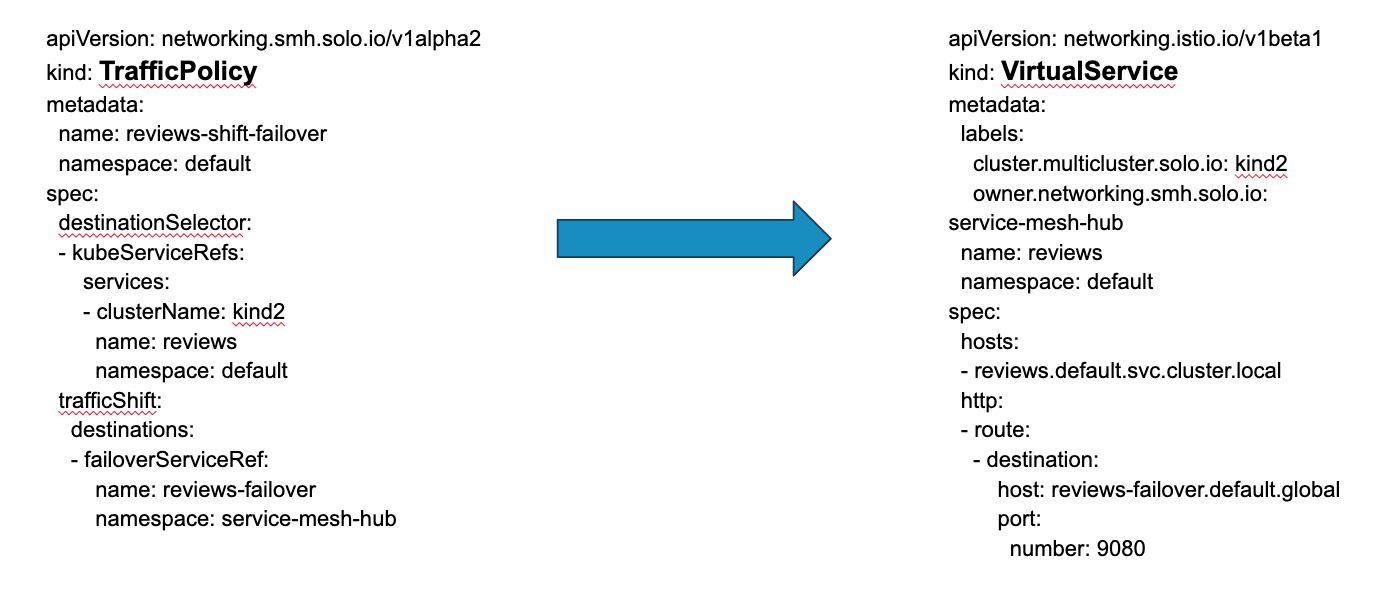 apiVersion: networking.smh.solo.io/v1alpha2
kind: TrafficPolicy
metadata:
  name: reviews-shift-failover
  namespace: default
spec:
  destinationSelector:
  - kubeServiceRefs:
      services:
      - clusterName: kind2
        name: reviews
        namespace: default
  trafficShift:
    destinations:
    - failoverServiceRef:
        name: reviews-failover
        namespace: service-mesh-hub
apiVersion: networking.istio.io/v1beta1
kind: VirtualService
metadata:
  labels:
    cluster.multicluster.solo.io: kind2
    owner.networking.smh.solo.io:
service-mesh-hub
  name: reviews
  namespace: default
spec:
  hosts:
  - reviews.default.svc.cluster.local
  http:
  - route:
    - destination:
        host: reviews-failover.default.global
        port:
          number: 9080